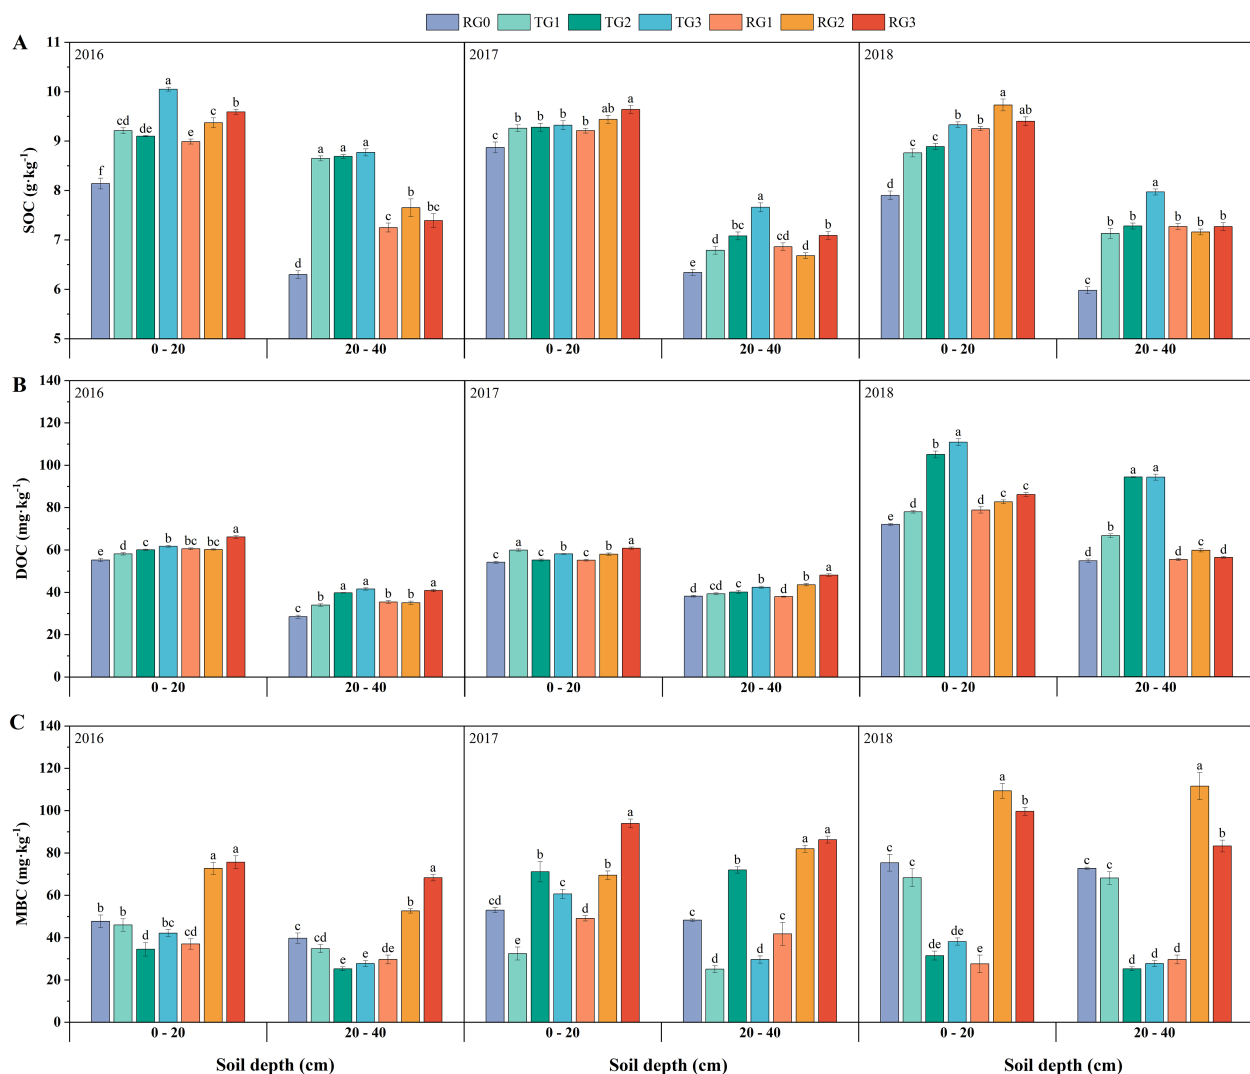 RG0 TG1 TG2 TG3 RG1 RG2 RG3
A
SOC (g·kg⁻¹)
11
10
9
8
7
6
5
2016
f cd de a e c b
d a a a c b bc
2017
c b b b b ab a
e d bc a cd d b
2018
d c c b b a ab
c b b a b b b
0 - 20 20 - 40 0 - 20 20 - 40 0 - 20 20 - 40
B
DOC (mg·kg⁻¹)
140
120
100
80
60
40
20
0
2016
e d c b bc bc a
c b a a b b a
2017
c a c b c b a
d cd c b d b a
2018
e d b a d c c
d b a a d c d
0 - 20 20 - 40 0 - 20 20 - 40 0 - 20 20 - 40
C
MBC (mg·kg⁻¹)
140
120
100
80
60
40
20
0
2016
b b d bc cd a a
c cd e e de b a
2017
cd e b c d b a
c d b d c a a
2018
c c de de e a b
c c d d d a b
0 - 20 20 - 40 0 - 20 20 - 40 0 - 20 20 - 40
Soil depth (cm) Soil depth (cm) Soil depth (cm)